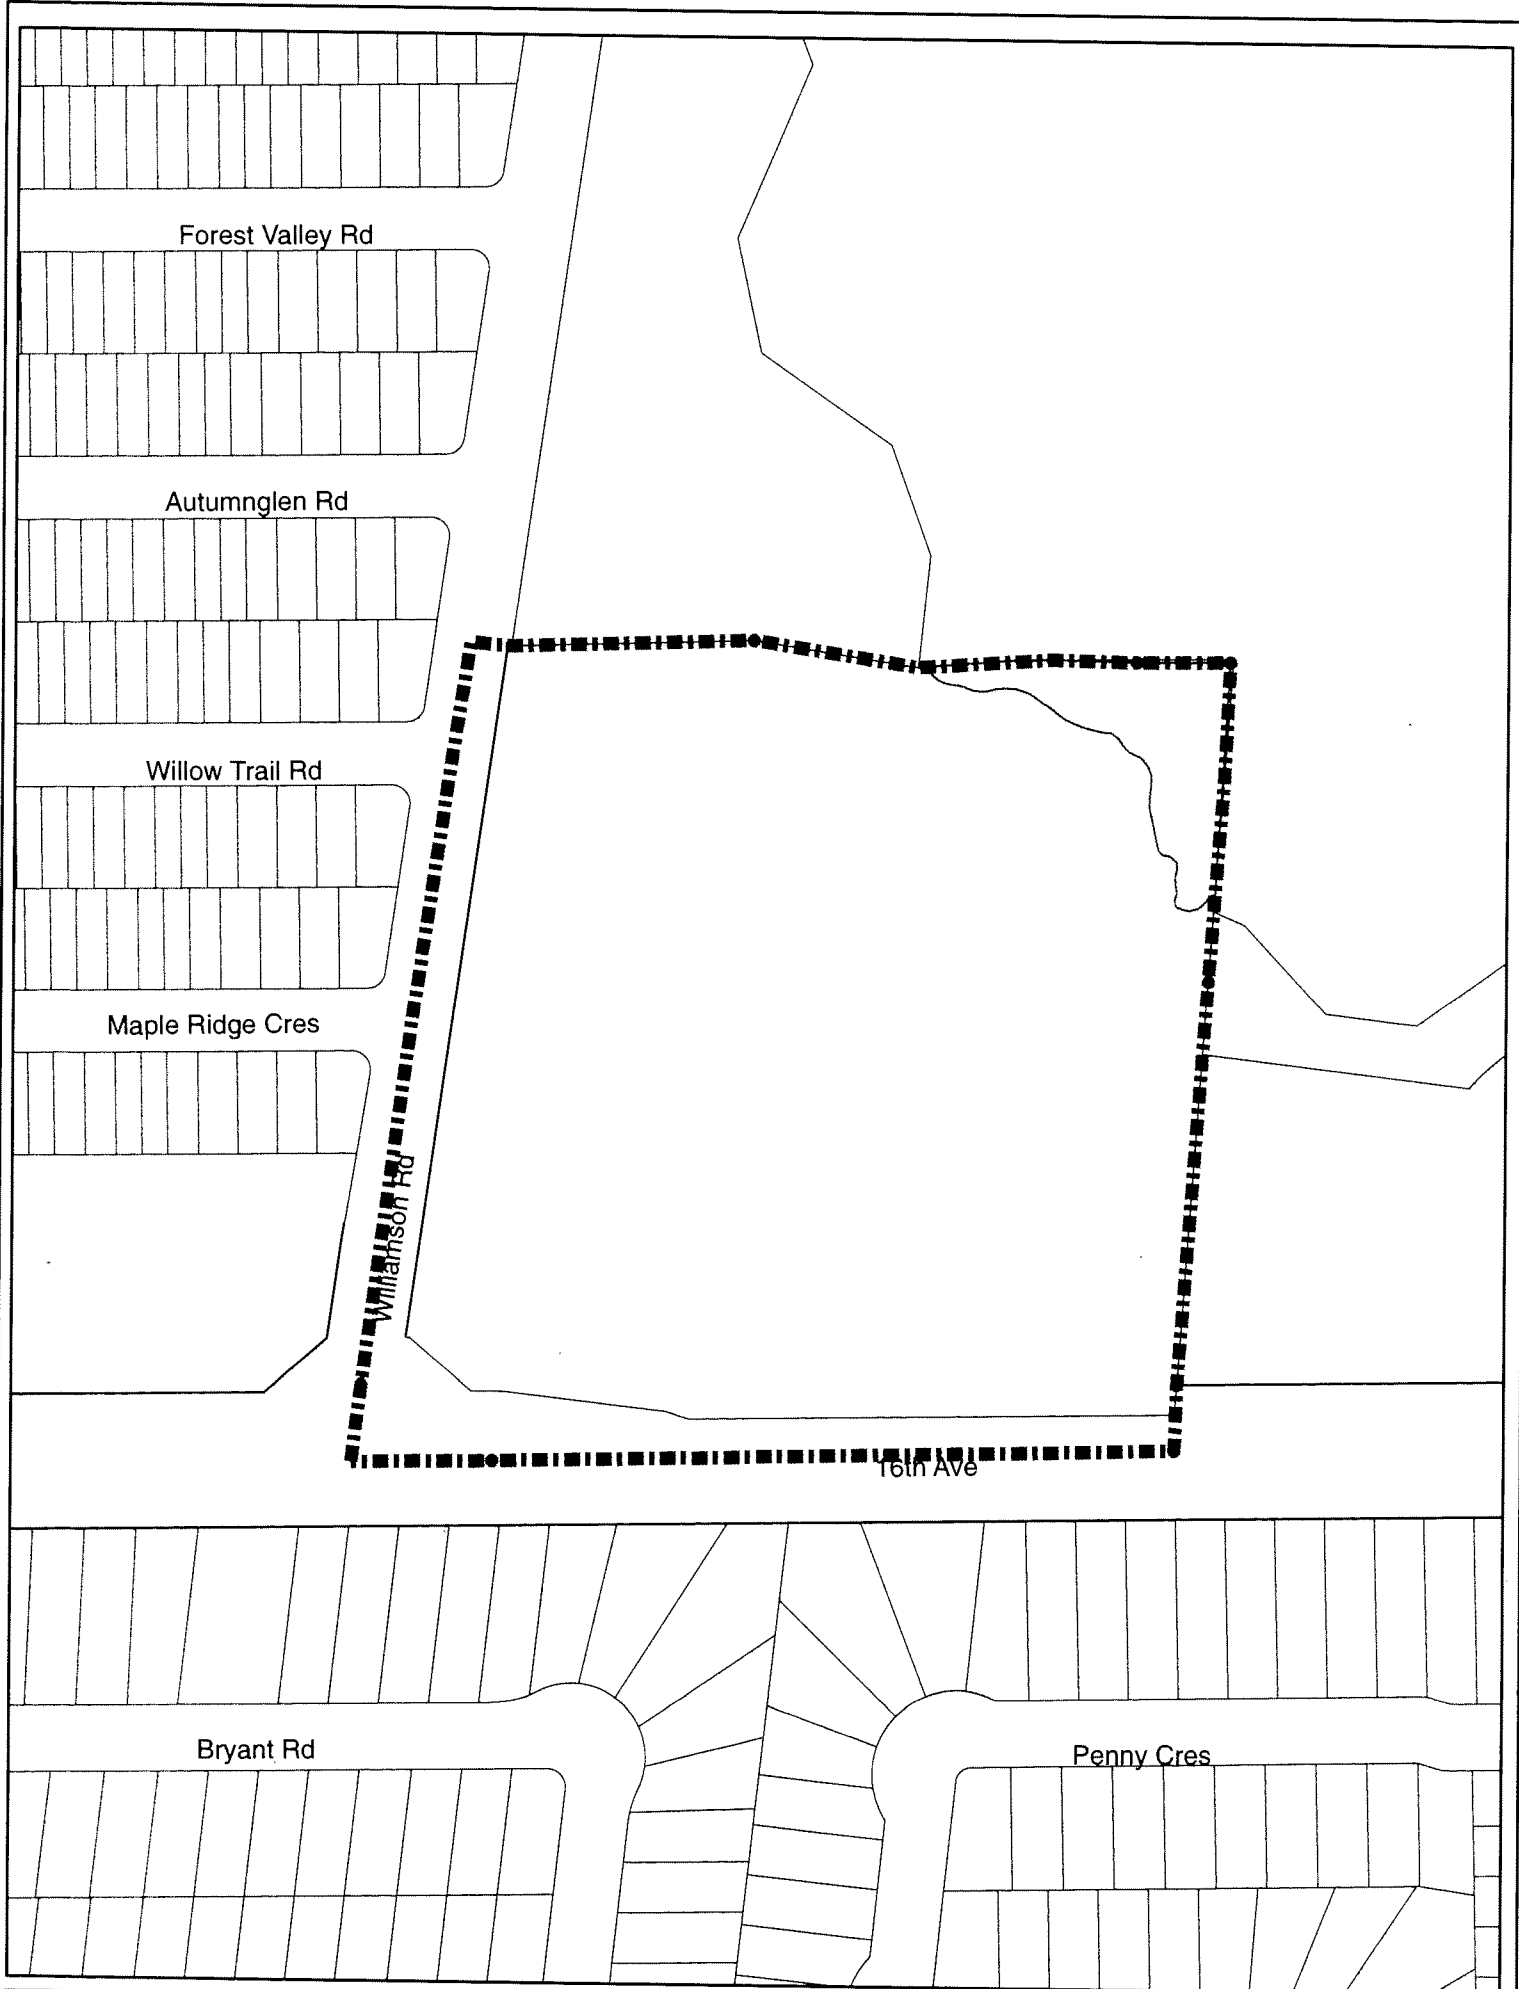 Forest Valley Rd
Autumnglen Rd
Willow Trail Rd
Maple Ridge Cres
Williamson Rd
16th Ave
Bryant Rd
Penny Cres